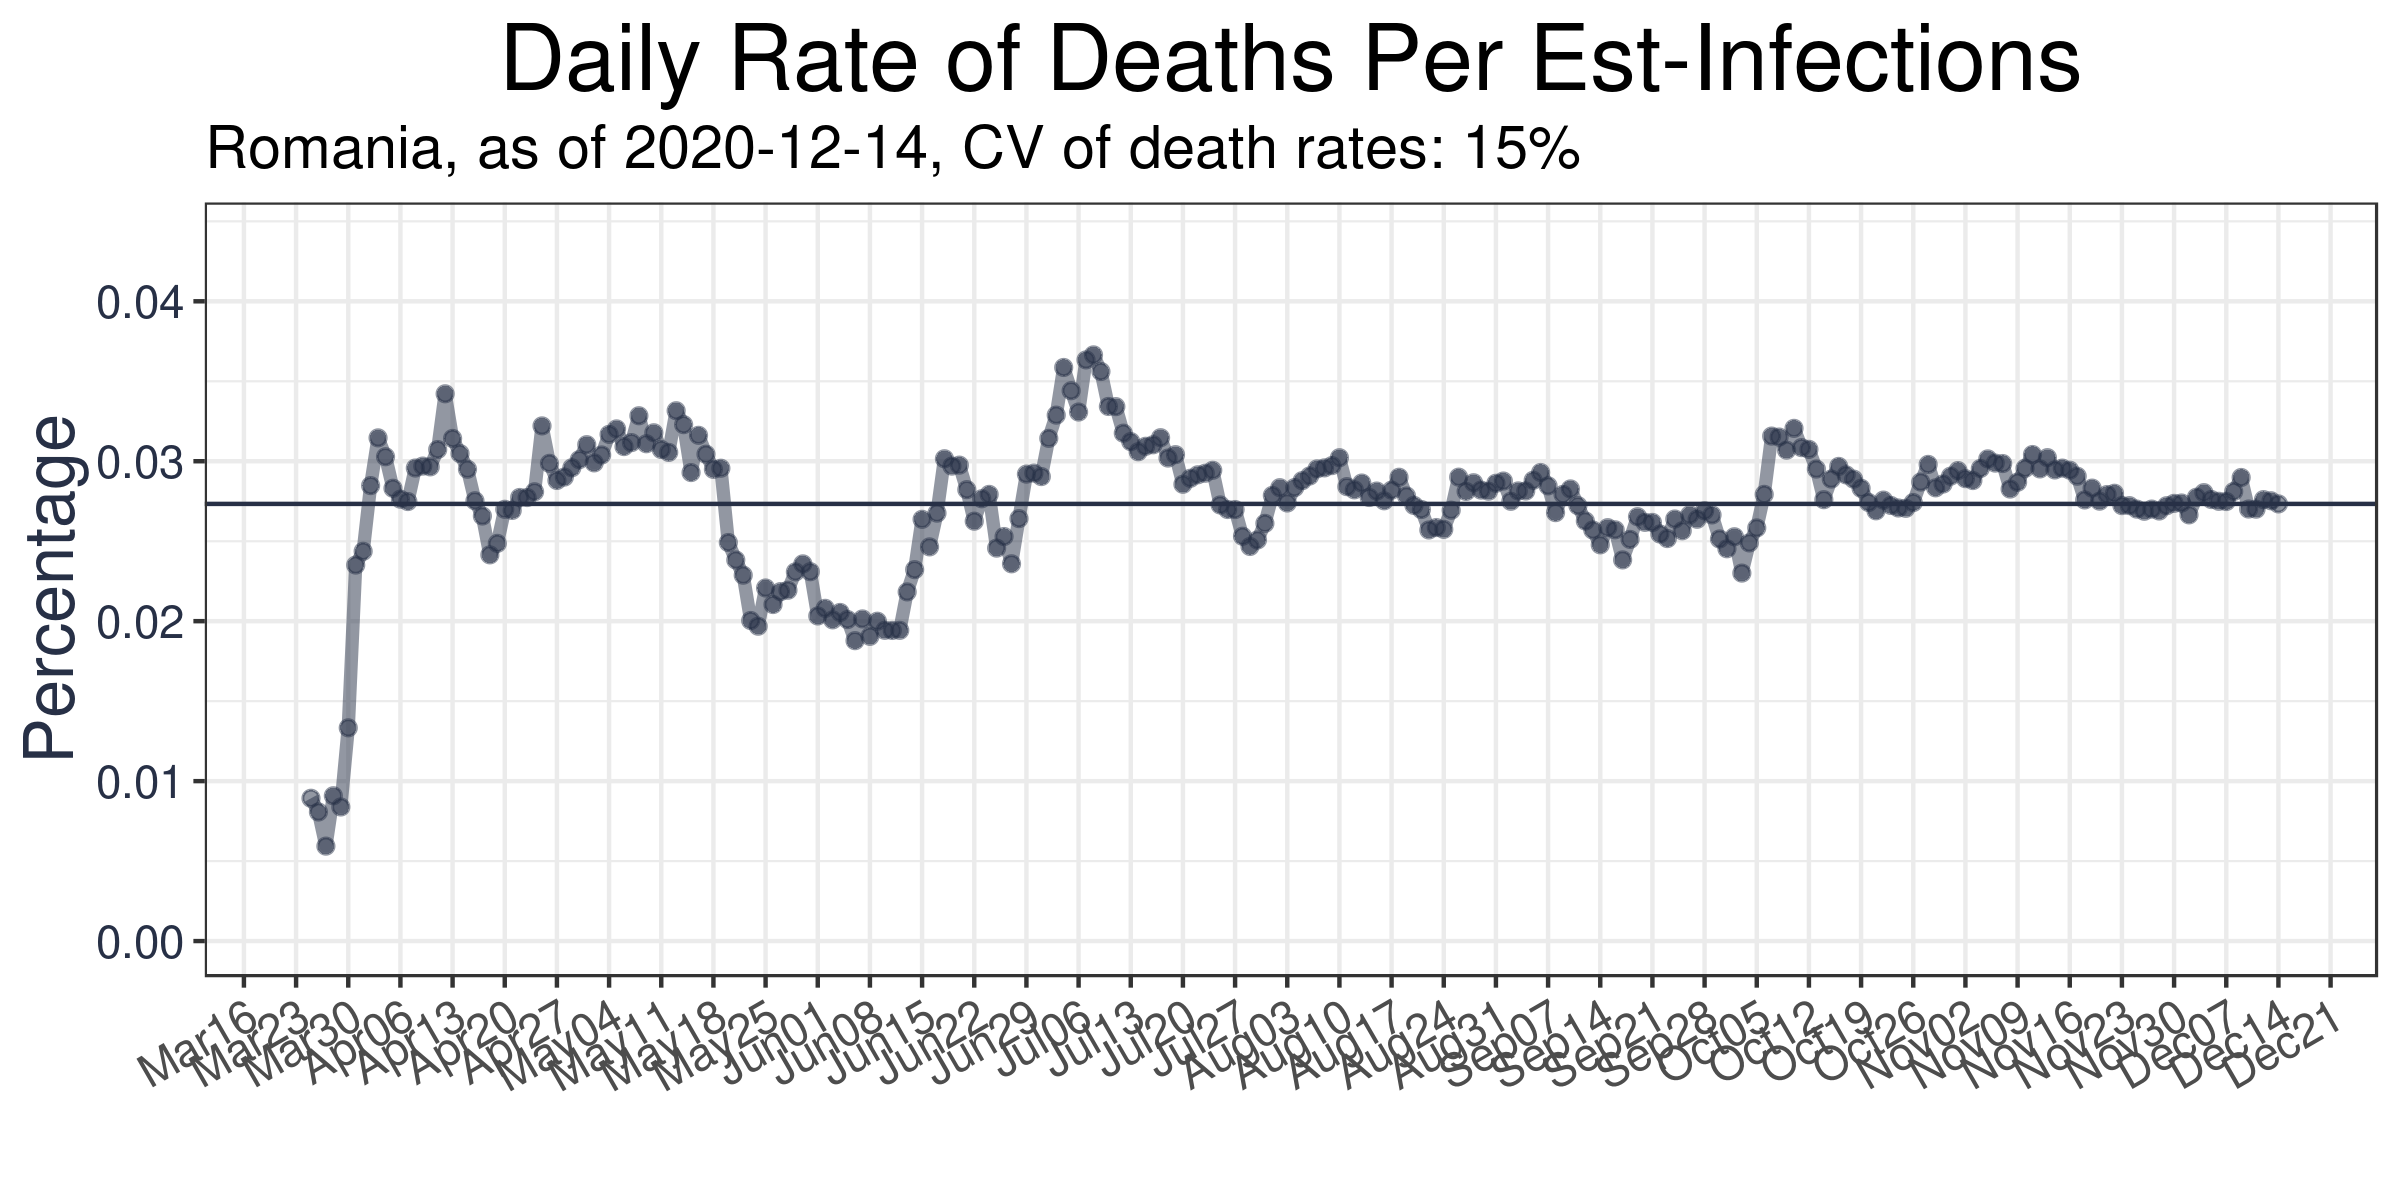 Daily Rate of Deaths Per Est-Infections
Romania, as of 2020-12-14, CV of death rates: 15%
Percentage
0.04
0.03
0.02
0.01
0.00
Mar16
Mar23
Mar30
Apr06
Apr13
Apr20
Apr27
May04
May11
May18
May25
Jun01
Jun08
Jun15
Jun22
Jun29
Jul06
Jul13
Jul20
Jul27
Aug03
Aug10
Aug17
Aug24
Aug31
Sep07
Sep14
Sep21
Sep28
Oct05
Oct12
Oct19
Oct26
Nov02
Nov09
Nov16
Nov23
Nov30
Dec07
Dec14
Dec21